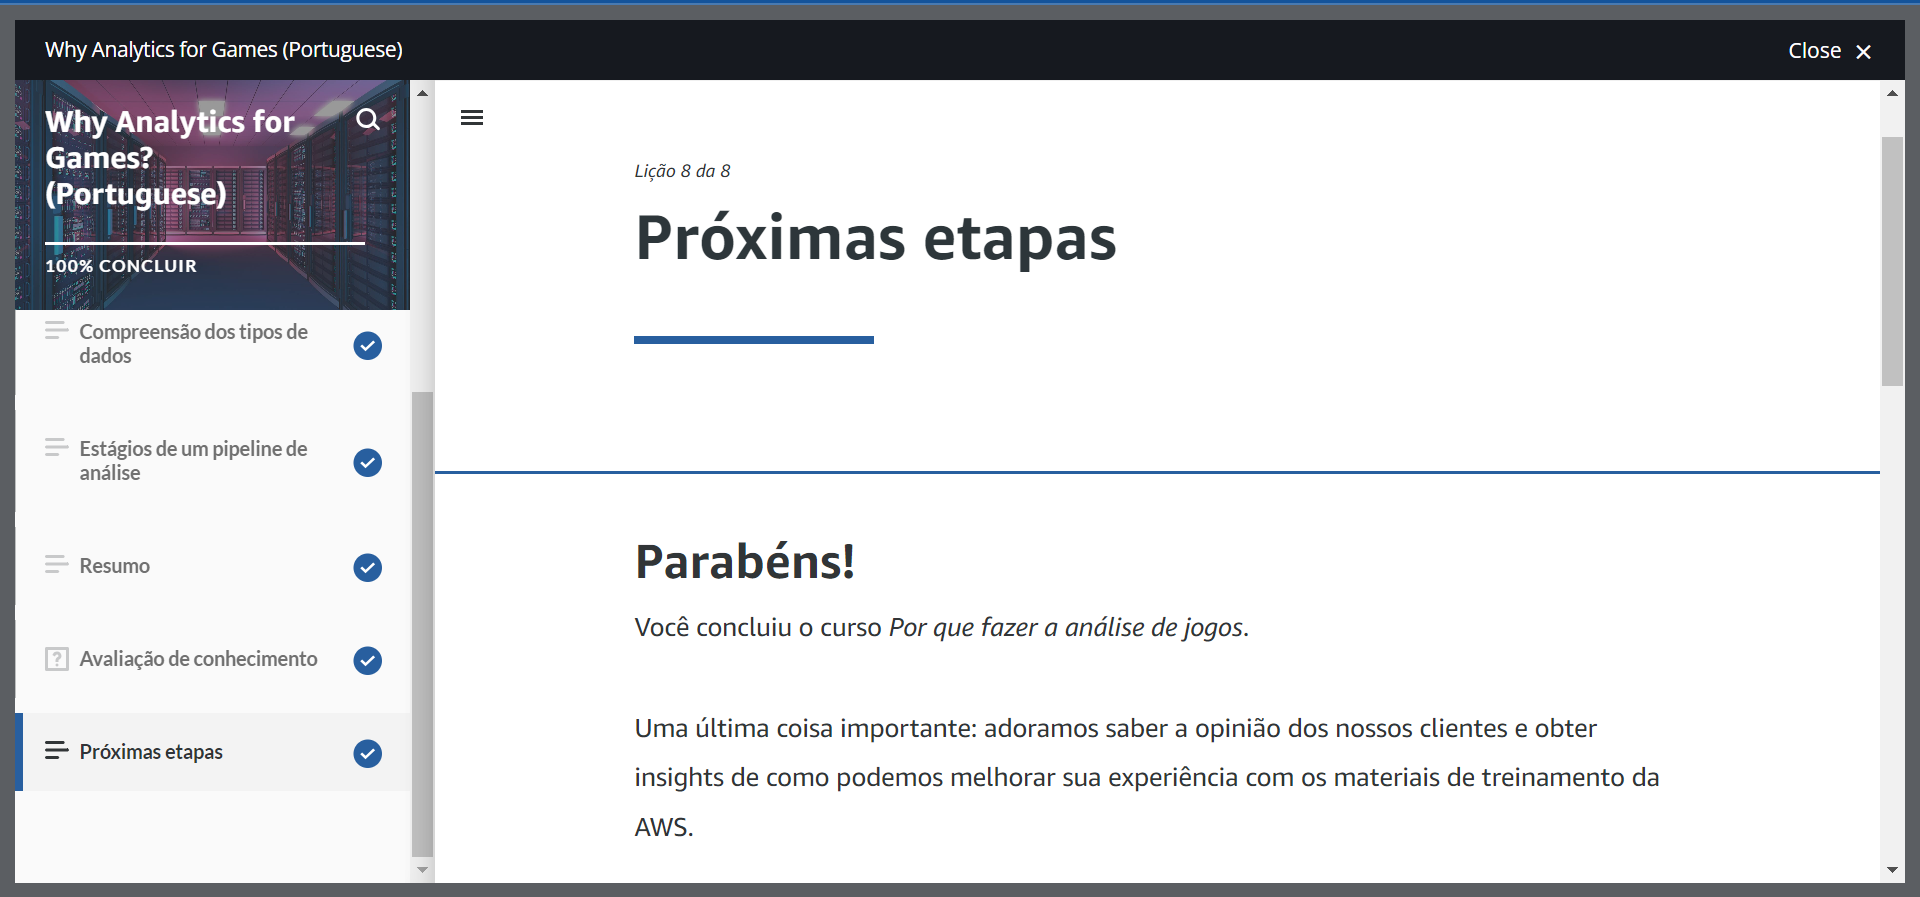 Why Analytics for Games (Portuguese)
Close
Why Analytics for
Games?
(Portuguese)
100% CONCLUIR
Compreensão dos tipos de
dados
Estágios de um pipeline de
análise
Resumo
Avaliação de conhecimento
Próximas etapas
Lição 8 da 8
Próximas etapas
Parabéns!
Você concluiu o curso Por que fazer a análise de jogos.
Uma última coisa importante: adoramos saber a opinião dos nossos clientes e obter
insights de como podemos melhorar sua experiência com os materiais de treinamento da
AWS.